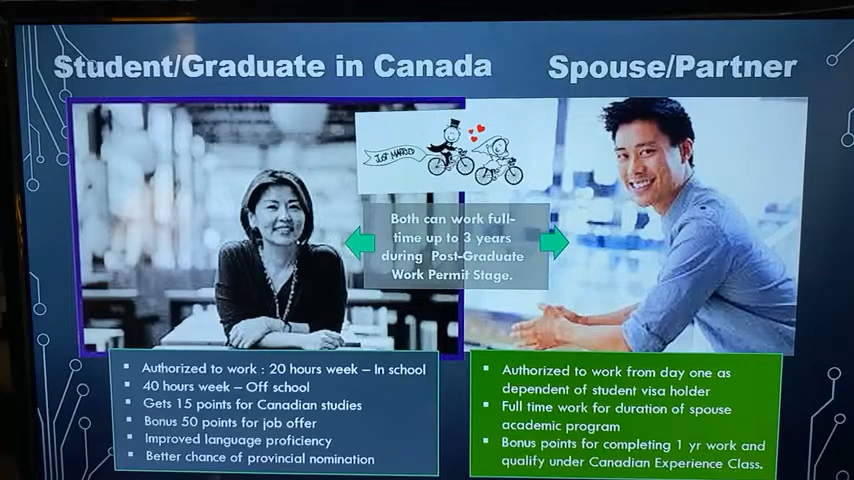 Student/Graduate in Canada
Spouse/Partner
JUST MARRIED
Both can work full-
time up to 3 years
during Post-Graduate
Work Permit Stage.
▪ Authorized to work : 20 hours week – In school
▪ 40 hours week – Off school
▪ Gets 15 points for Canadian studies
▪ Bonus 50 points for job offer
▪ Improved language proficiency
▪ Better chance of provincial nomination
▪ Authorized to work from day one as
dependent of student visa holder
▪ Full time work for duration of spouse
academic program
▪ Bonus points for completing 1 yr work and
qualify under Canadian Experience Class.